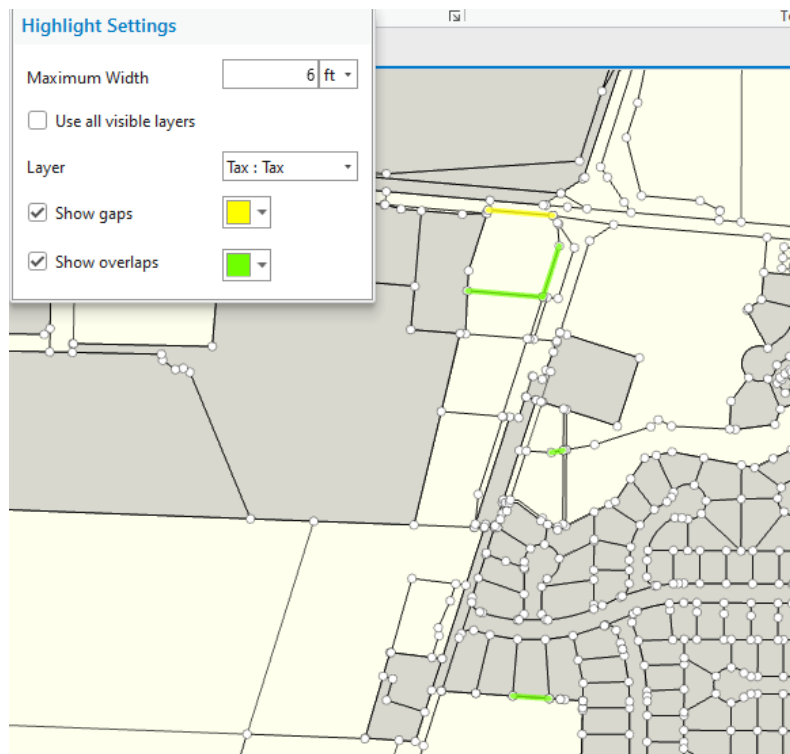 Highlight Settings
Maximum Width 6 ft
Use all visible layers
Layer Tax : Tax
Show gaps
Show overlaps